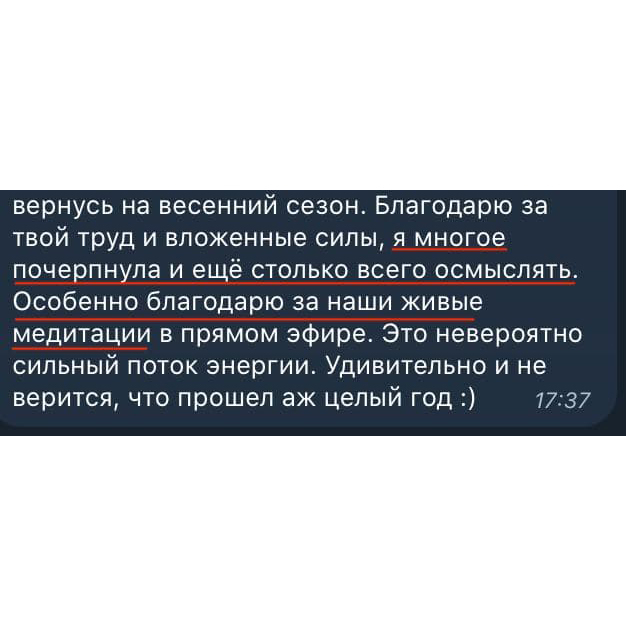 вернусь на весенний сезон. Благодарю за
твой труд и вложенные силы, я многое
почерпнула и ещё столько всего осмыслять.
Особенно благодарю за наши живые
медитации в прямом эфире. Это невероятно
сильный поток энергии. Удивительно и не
верится, что прошел аж целый год :) 17:37